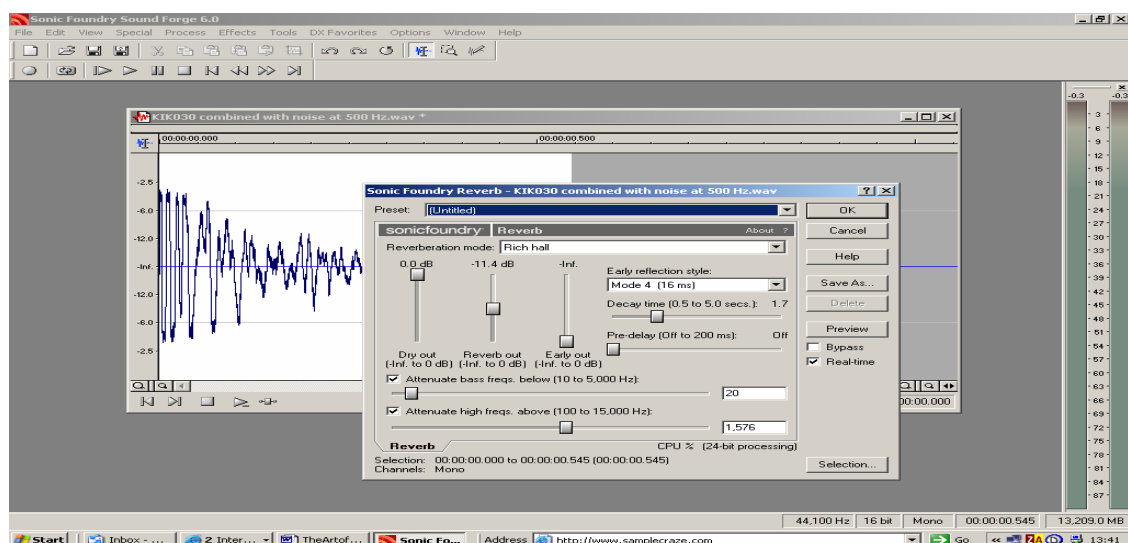 Sonic Foundry Sound Forge 6.0
File Edit View Special Process Effects Tools DX Favorites Options Window Help
-0.3 -0.3
KIK030 combined with noise at 500 Hz.wav *
00:00:00.000 ,00:00:00.500
-2.5
-6.0
-12.0
-Inf.
-12.0
-6.0
-2.5
Sonic Foundry Reverb - KIK030 combined with noise at 500 Hz.wav
Preset: (Untitled)
OK
sonicfoundry Reverb About ?
Cancel
Reverberation mode: Rich hall
Help
0.0 dB -11.4 dB -Inf.
Early reflection style:
Mode 4 (16 ms)
Save As...
Decay time (0.5 to 5.0 secs.): 1.7
Delete
Pre-delay (Off to 200 ms): Off
Preview
Bypass
Real-time
Dry out Reverb out Early out
(-Inf. to 0 dB) (-Inf. to 0 dB) (-Inf. to 0 dB)
Attenuate bass freqs. below (10 to 5,000 Hz):
20
Attenuate high freqs. above (100 to 15,000 Hz):
1,576
Reverb CPU % (24-bit processing)
Selection: 00:00:00.000 to 00:00:00.545 (00:00:00.545)
Channels: Mono
Selection...
00:00.000
- 3 -
- 6 -
- 9 -
- 12 -
- 15 -
- 18 -
- 21 -
- 24 -
- 27 -
- 30 -
- 33 -
- 36 -
- 39 -
- 42 -
- 45 -
- 48 -
- 51 -
- 54 -
- 57 -
- 60 -
- 63 -
- 66 -
- 69 -
- 72 -
- 75 -
- 78 -
- 81 -
- 84 -
- 87 -
44,100 Hz 16 bit Mono 00:00:00.545 13,209.0 MB
Start Inbox - ... 2 Inter... TheArtof... Sonic Fo... Address http://www.samplecraze.com Go « 13:41